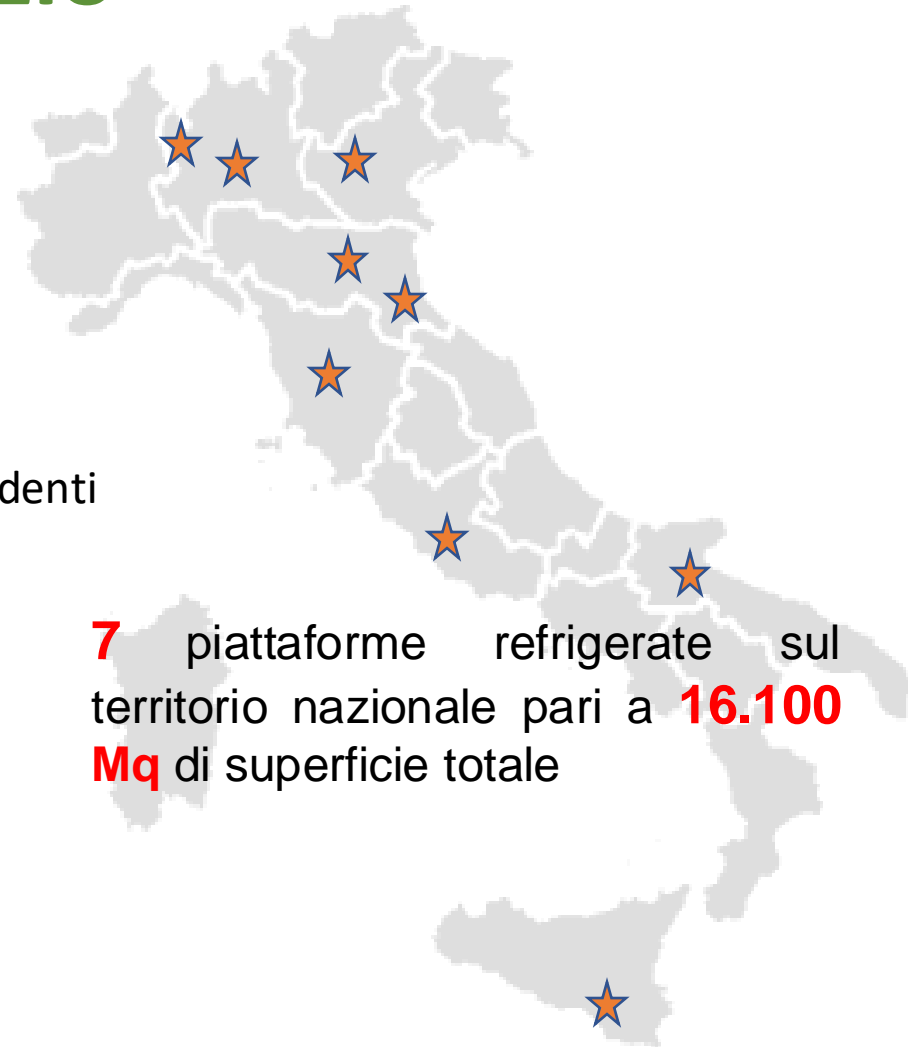 denti
7 piattaforme refrigerate sul
territorio nazionale pari a 16.100
Mq di superficie totale